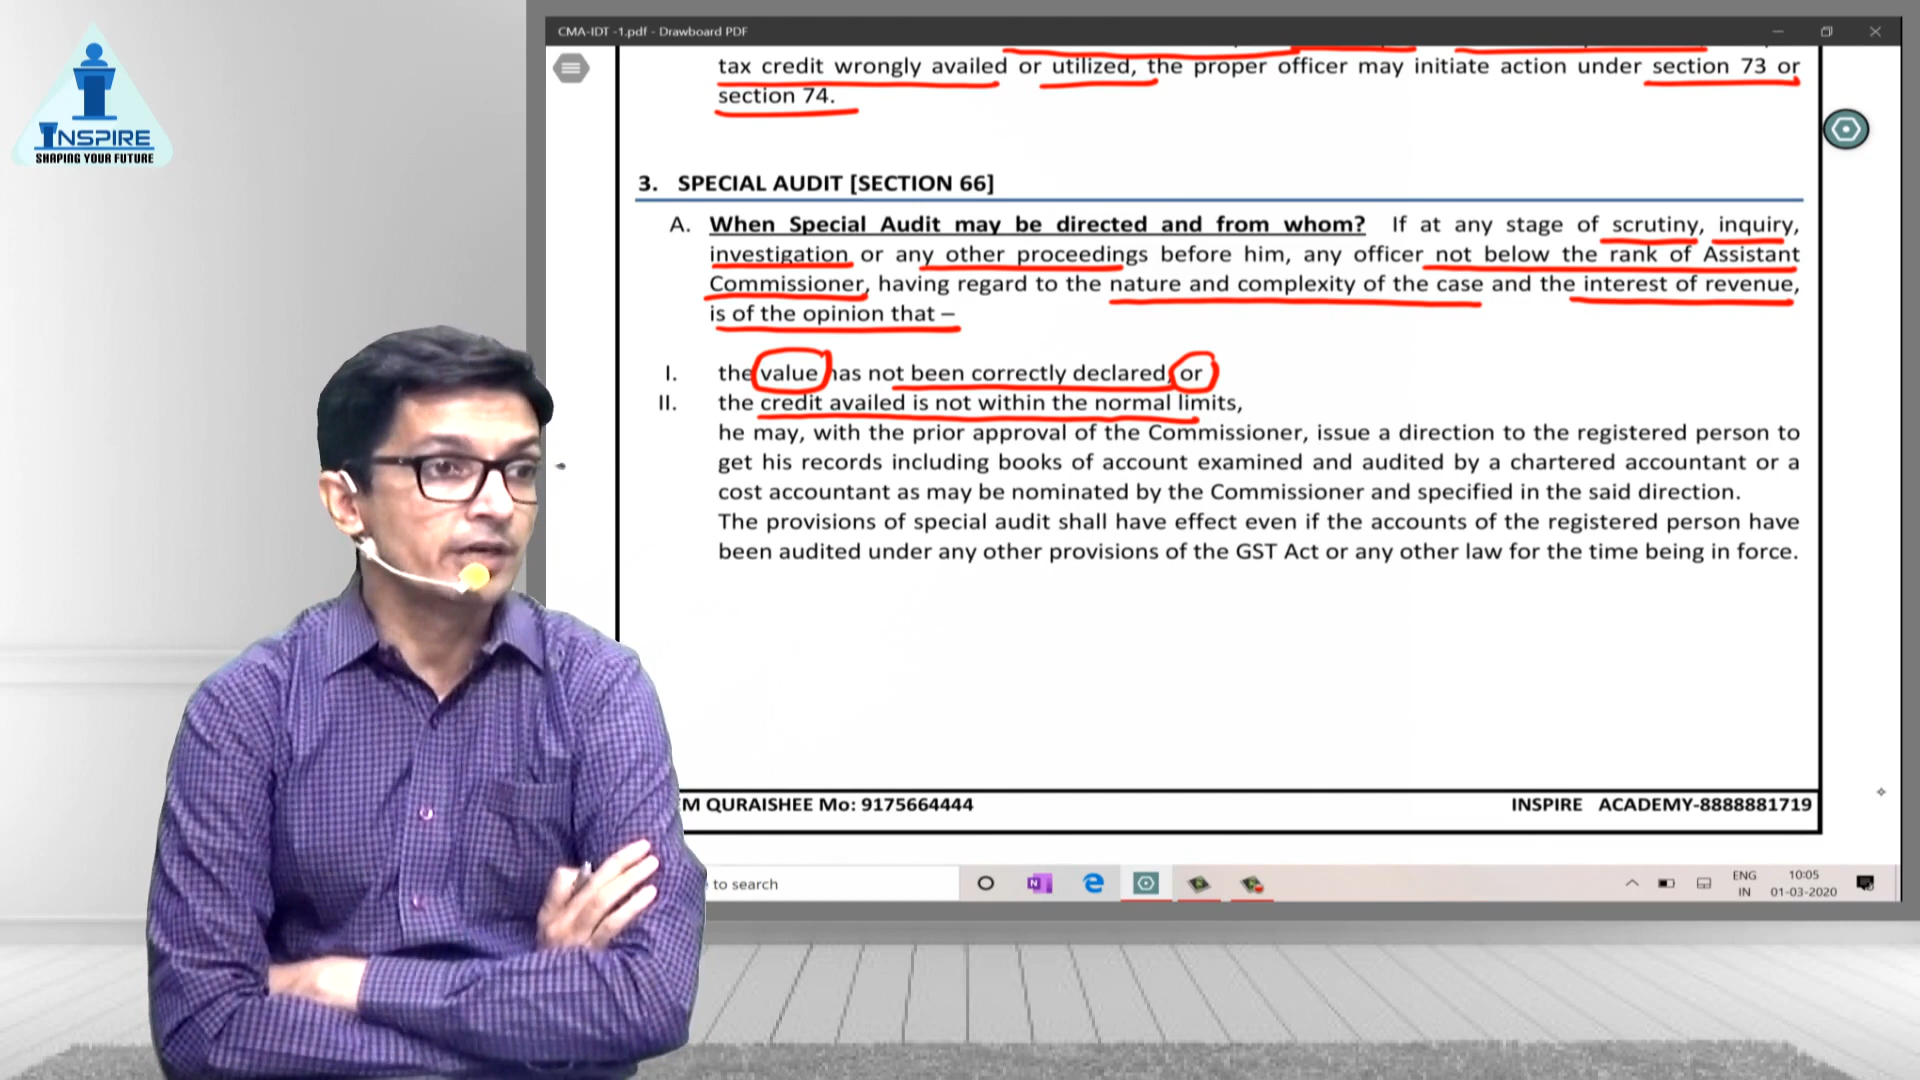 CMA-IDT -1.pdf - Drawboard PDF
INSPIRE
SHAPING YOUR FUTURE
tax credit wrongly availed or utilized, the proper officer may initiate action under section 73 or
section 74.
3. SPECIAL AUDIT [SECTION 66]
A. When Special Audit may be directed and from whom? If at any stage of scrutiny, inquiry,
investigation or any other proceedings before him, any officer not below the rank of Assistant
Commissioner, having regard to the nature and complexity of the case and the interest of revenue,
is of the opinion that –
I. the value has not been correctly declared, or
II. the credit availed is not within the normal limits,
he may, with the prior approval of the Commissioner, issue a direction to the registered person to
get his records including books of account examined and audited by a chartered accountant or a
cost accountant as may be nominated by the Commissioner and specified in the said direction.
The provisions of special audit shall have effect even if the accounts of the registered person have
been audited under any other provisions of the GST Act or any other law for the time being in force.
M QURAISHEE Mo: 9175664444 INSPIRE ACADEMY-8888881719
to search
ENG 10:05
IN 01-03-2020